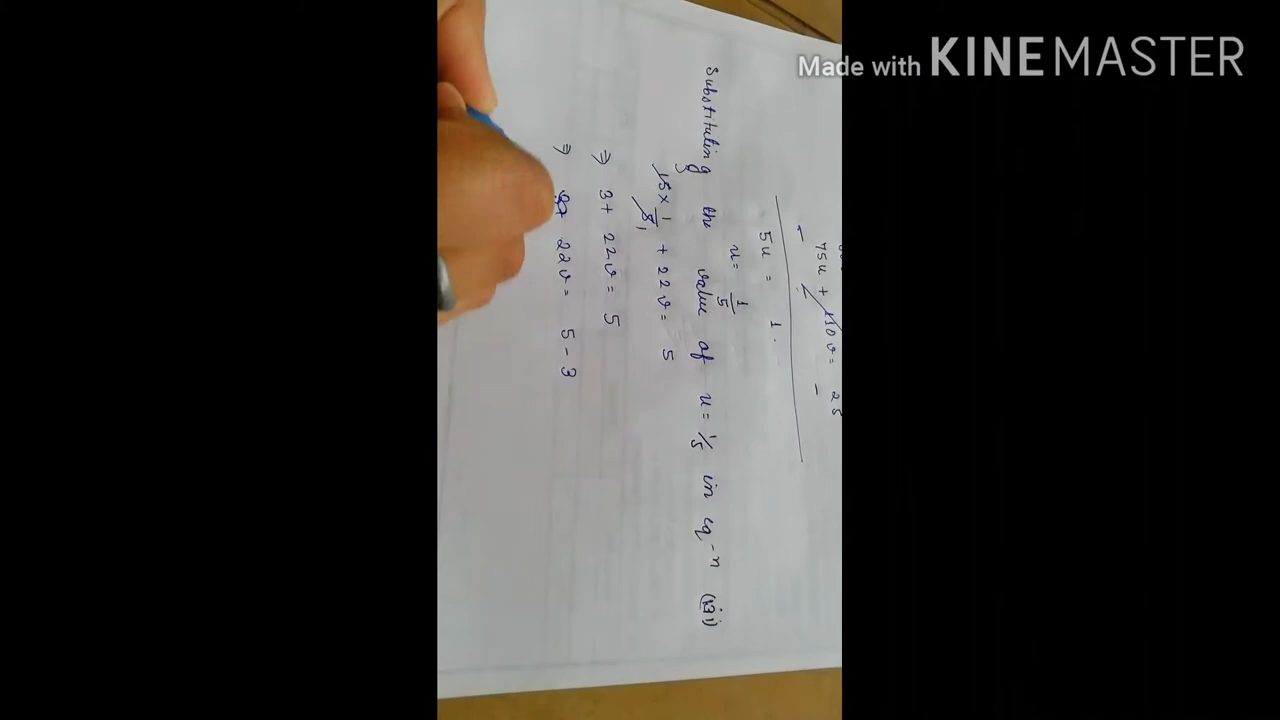 Made with KINEMASTER
75u + 110v = 25
- - -
5u = 1.
u = 1/5
Substituting the value of u = 1/5 in eq-n
15 × 1/5 + 22v = 5
1
⇒ 3 + 22v = 5
⇒ 22v = 5 - 3